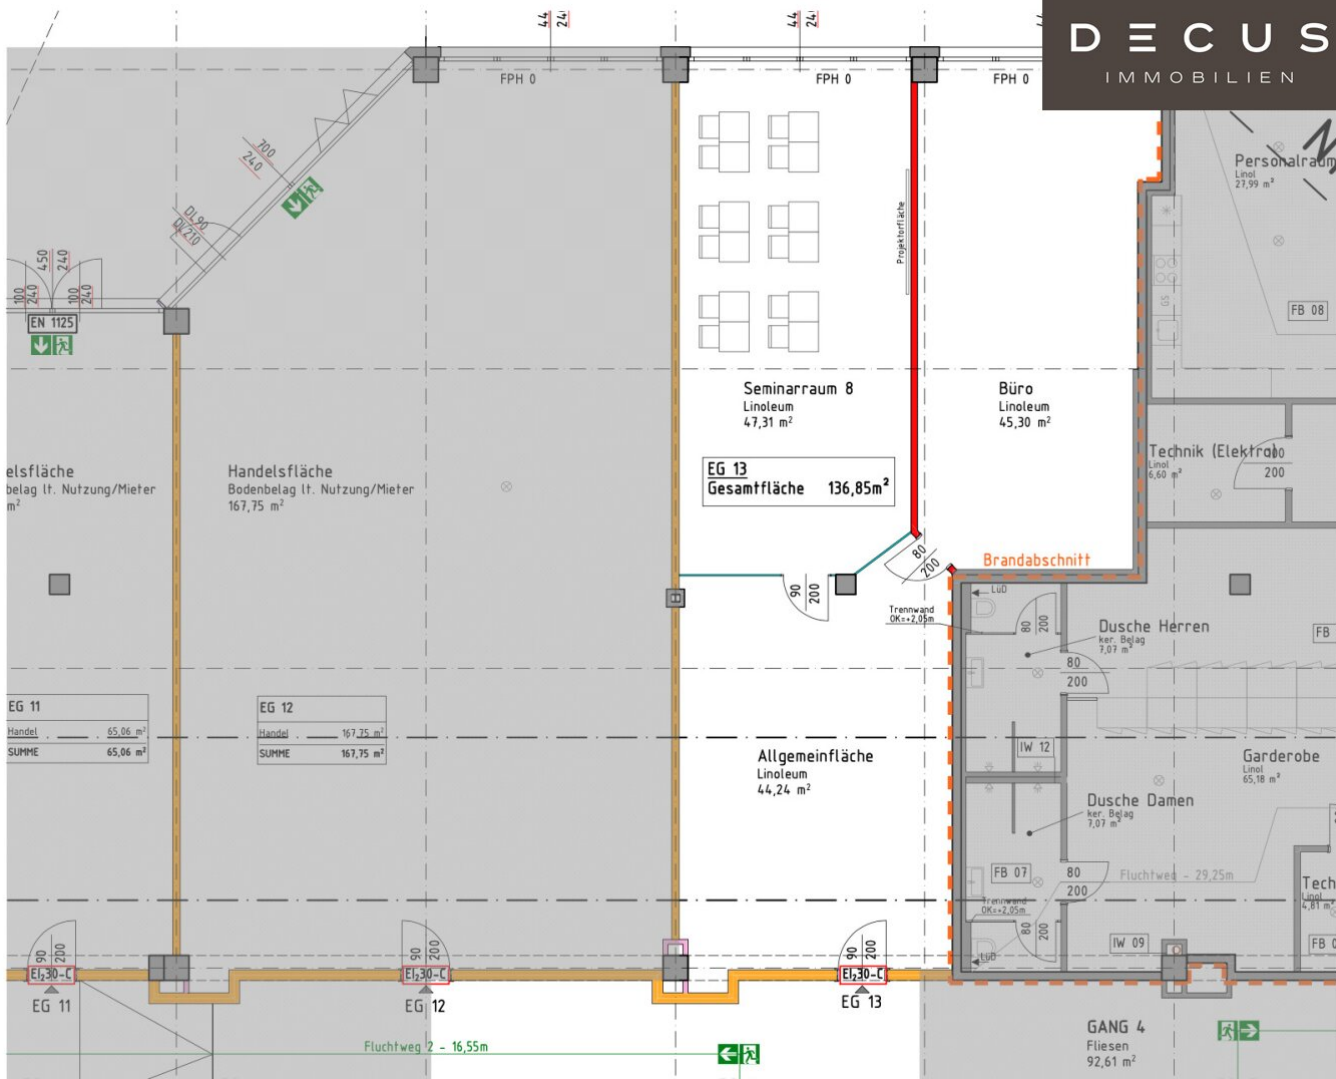 44
24
44
24
DECUS
IMMOBILIEN
FPH 0
FPH 0
FPH 0
700
240
DL90
DL210
450
240
100
240
100
240
EN 1125
Projektorfläche
Personalraum
Linol
27,99 m²
GS
FB 08
Seminarraum 8
Linoleum
47,31 m²
Büro
Linoleum
45,30 m²
EG 13
Gesamtfläche 136,85m²
elsfläche
belag lt. Nutzung/Mieter
m²
Handelsfläche
Bodenbelag lt. Nutzung/Mieter
167,75 m²
Technik (Elektro)
Linol
6,60 m²
200
80
200
90
200
Brandabschnitt
Trennwand
OK=+2,05m
LüD
80
200
Dusche Herren
ker. Belag
7,07 m²
FB
80
200
EG 11
Handel 65,06 m²
SUMME 65,06 m²
EG 12
Handel 167,75 m²
SUMME 167,75 m²
IW 12
Allgemeinfläche
Linoleum
44,24 m²
Garderobe
Linol
65,18 m²
Dusche Damen
ker. Belag
7,07 m²
FB 07
80
200
Fluchtweg - 29,25m
Trennwand
OK=+2,05m
80
200
LüD
IW 09
Tech
Linol
4,81 m²
FB 0
90
200
EI₂30-C
EG 11
90
200
EI₂30-C
EG 12
90
200
EI₂30-C
EG 13
Fluchtweg 2 - 16,55m
GANG 4
Fliesen
92,61 m²